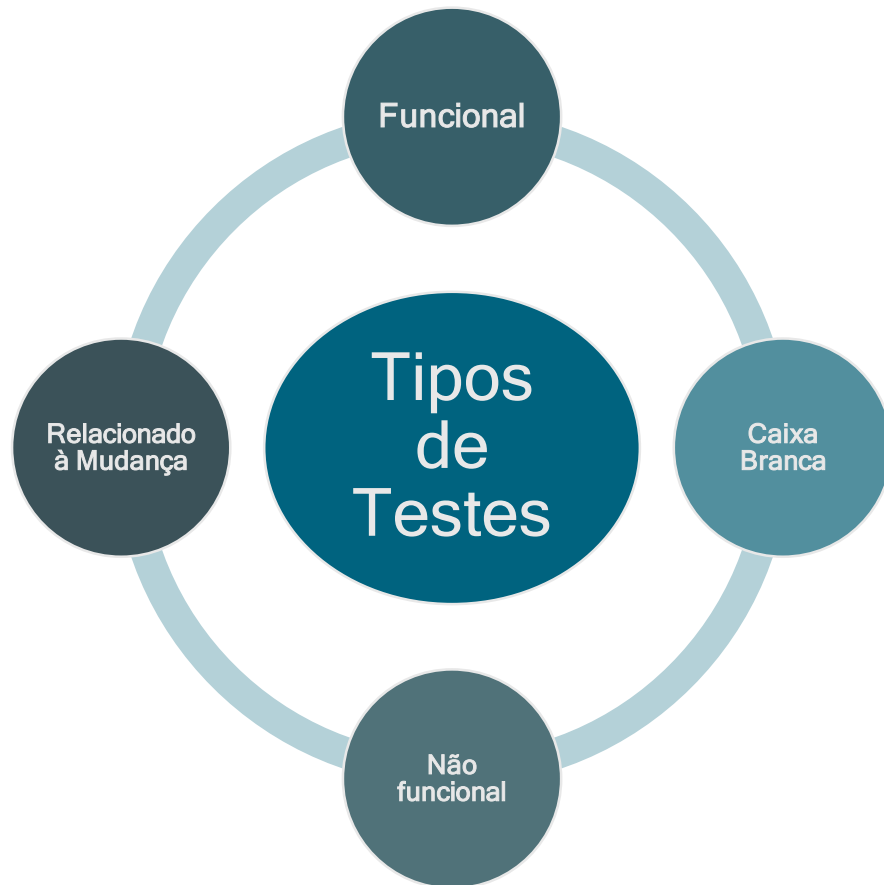 Funcional
Tipos
de
Testes
Relacionado
à Mudança
Caixa
Branca
Não
funcional